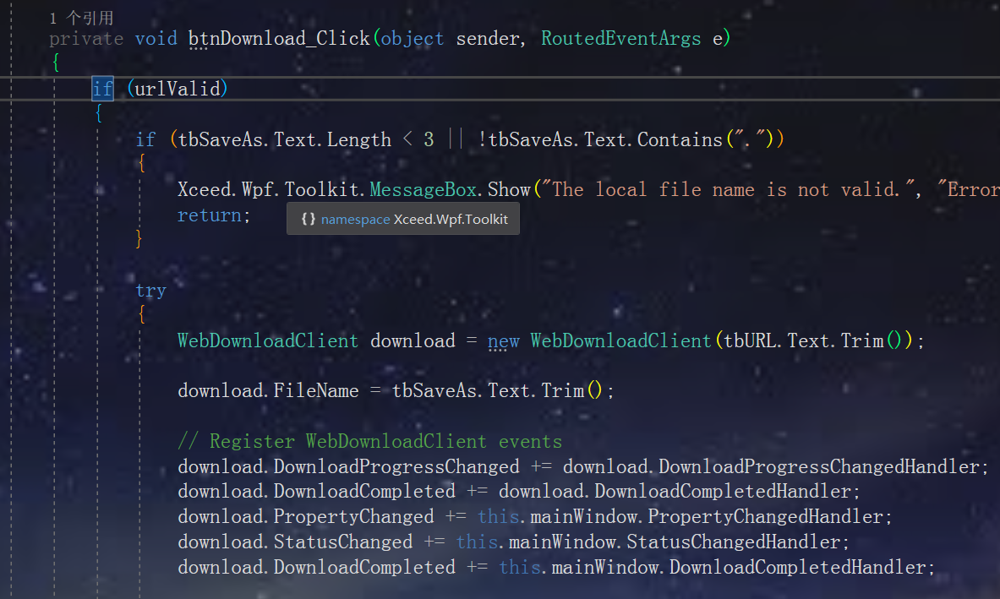 1 个引用
private void btnDownload_Click(object sender, RoutedEventArgs e)
{
if (urlValid)
{
if (tbSaveAs.Text.Length < 3 || !tbSaveAs.Text.Contains("."))
{
Xceed.Wpf.Toolkit.MessageBox.Show("The local file name is not valid.", "Error
return;
{} namespace Xceed.Wpf.Toolkit
}
try
{
WebDownloadClient download = new WebDownloadClient(tbURL.Text.Trim());
download.FileName = tbSaveAs.Text.Trim();
// Register WebDownloadClient events
download.DownloadProgressChanged += download.DownloadProgressChangedHandler;
download.DownloadCompleted += download.DownloadCompletedHandler;
download.PropertyChanged += this.mainWindow.PropertyChangedHandler;
download.StatusChanged += this.mainWindow.StatusChangedHandler;
download.DownloadCompleted += this.mainWindow.DownloadCompletedHandler;